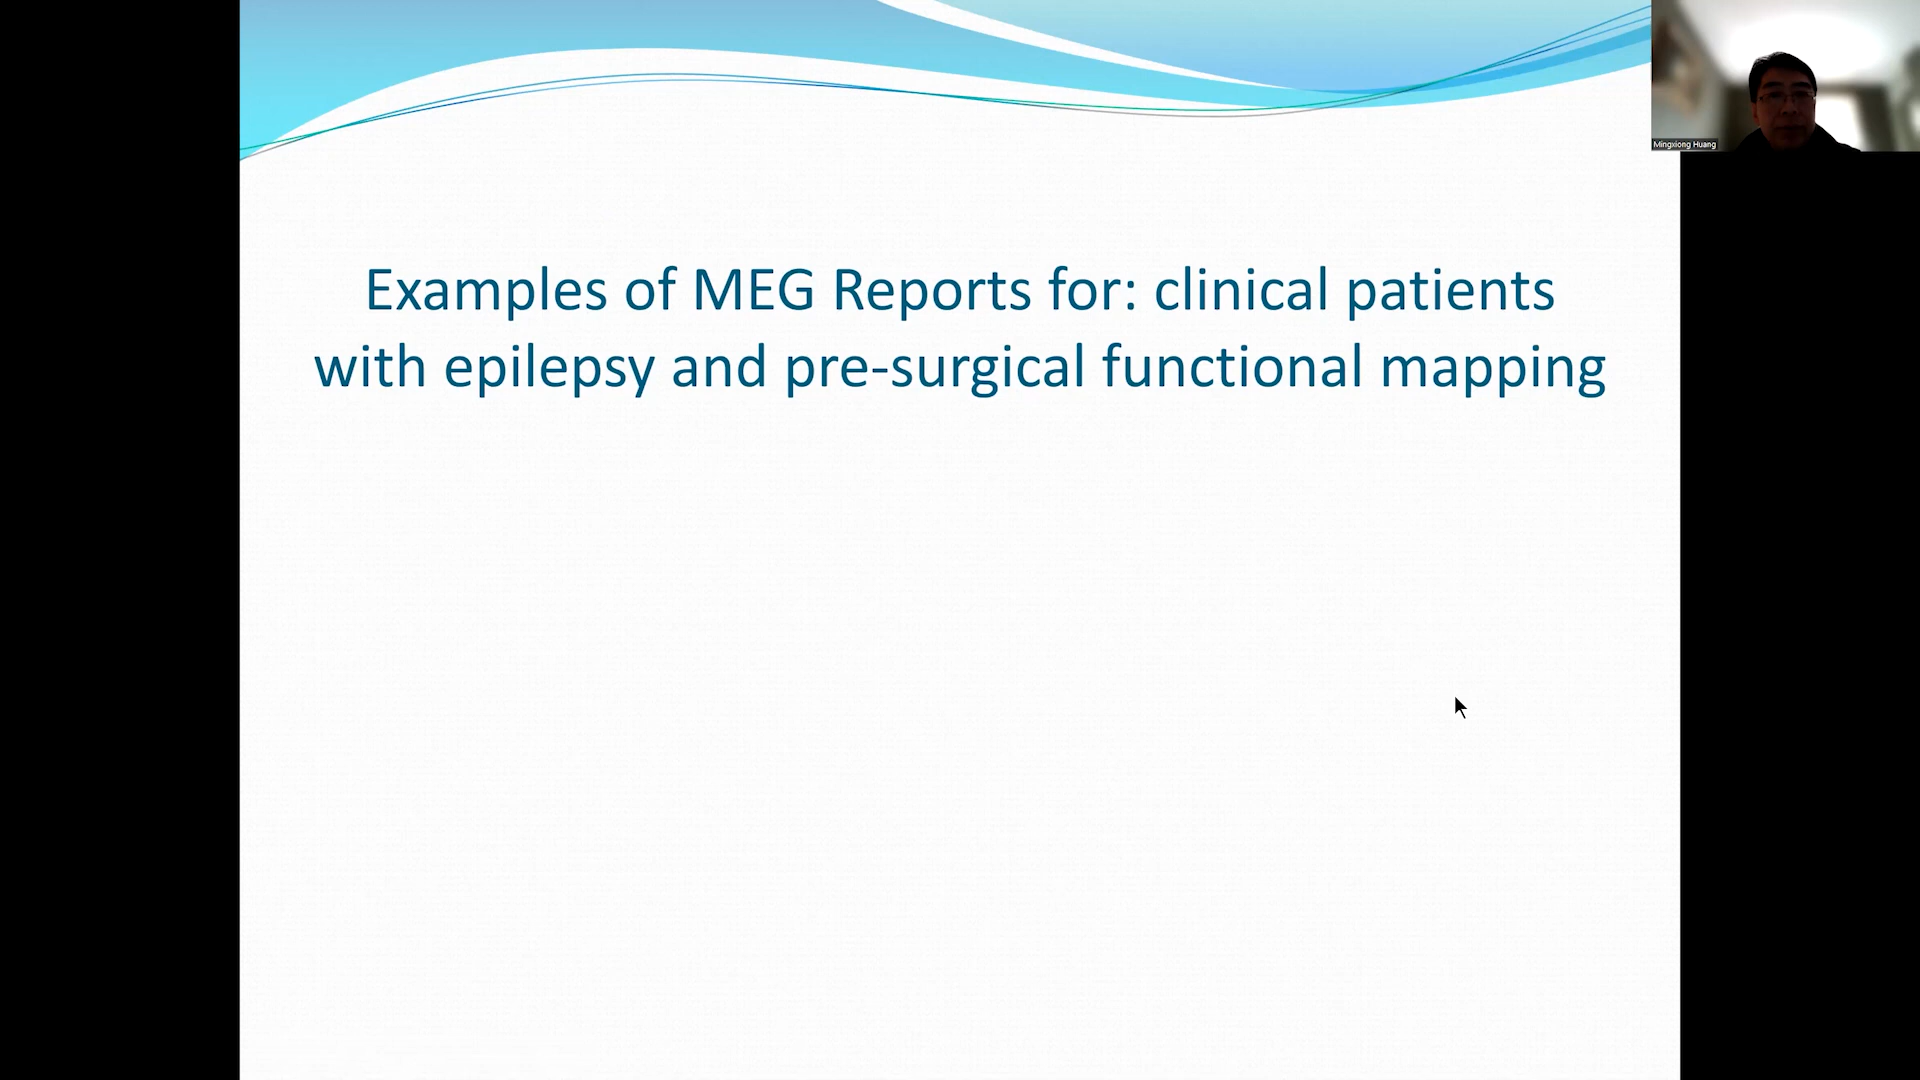 Examples of MEG Reports for: clinical patients
with epilepsy and pre-surgical functional mapping
Mingxiong Huang